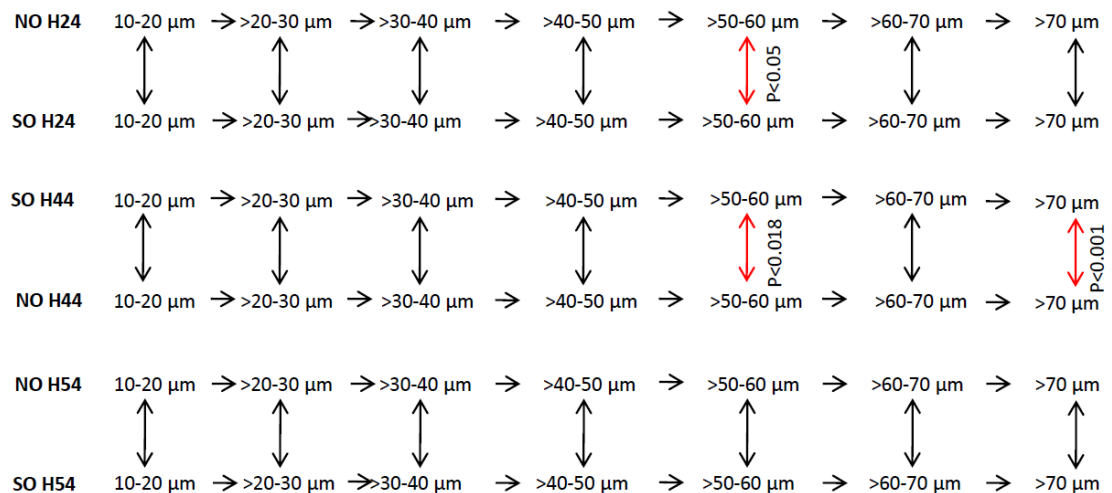 NO H24 10-20 µm >20-30 µm >30-40 µm >40-50 µm >50-60 µm >60-70 µm >70 µm
P<0.05
SO H24 10-20 µm >20-30 µm >30-40 µm >40-50 µm >50-60 µm >60-70 µm >70 µm
SO H44 10-20 µm >20-30 µm >30-40 µm >40-50 µm >50-60 µm >60-70 µm >70 µm
P<0.018 P<0.001
NO H44 10-20 µm >20-30 µm >30-40 µm >40-50 µm >50-60 µm >60-70 µm >70 µm
NO H54 10-20 µm >20-30 µm >30-40 µm >40-50 µm >50-60 µm >60-70 µm >70 µm
SO H54 10-20 µm >20-30 µm >30-40 µm >40-50 µm >50-60 µm >60-70 µm >70 µm